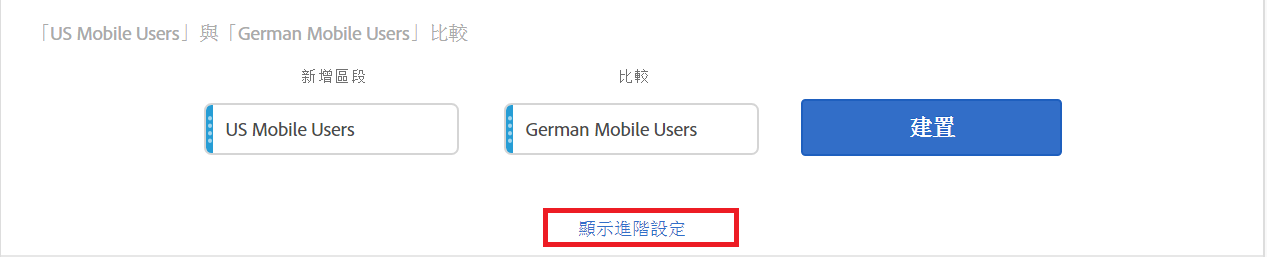 「US Mobile Users」與「German Mobile Users」比較
新增區段
比較
US Mobile Users
German Mobile Users
建置
顯示進階設定